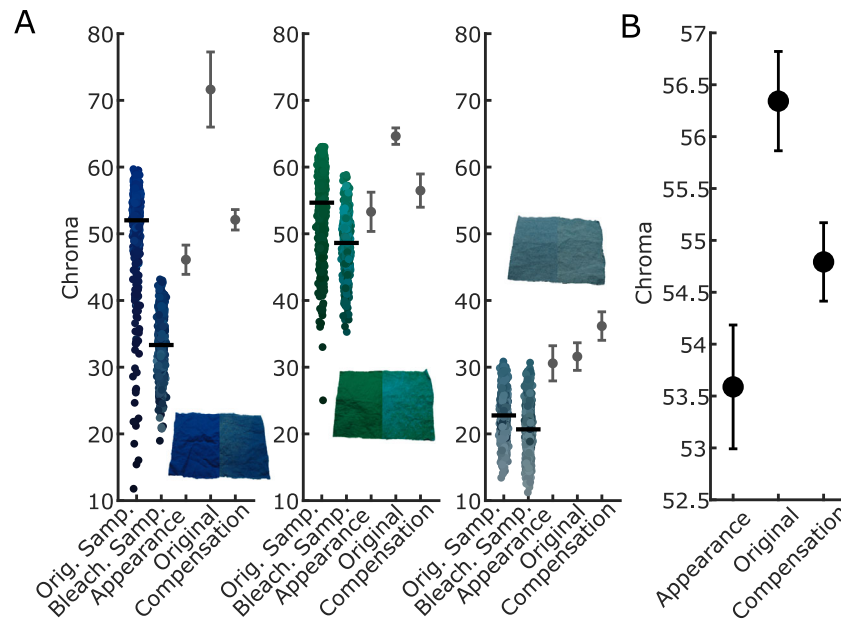 A
B
Chroma
80
70
60
50
40
30
20
10
Orig. Samp.
Bleach. Samp.
Appearance
Original
Compensation
80
70
60
50
40
30
20
10
Orig. Samp.
Bleach. Samp.
Appearance
Original
Compensation
80
70
60
50
40
30
20
10
Orig. Samp.
Bleach. Samp.
Appearance
Original
Compensation
Chroma
57
56.5
56
55.5
55
54.5
54
53.5
53
52.5
Appearance
Original
Compensation